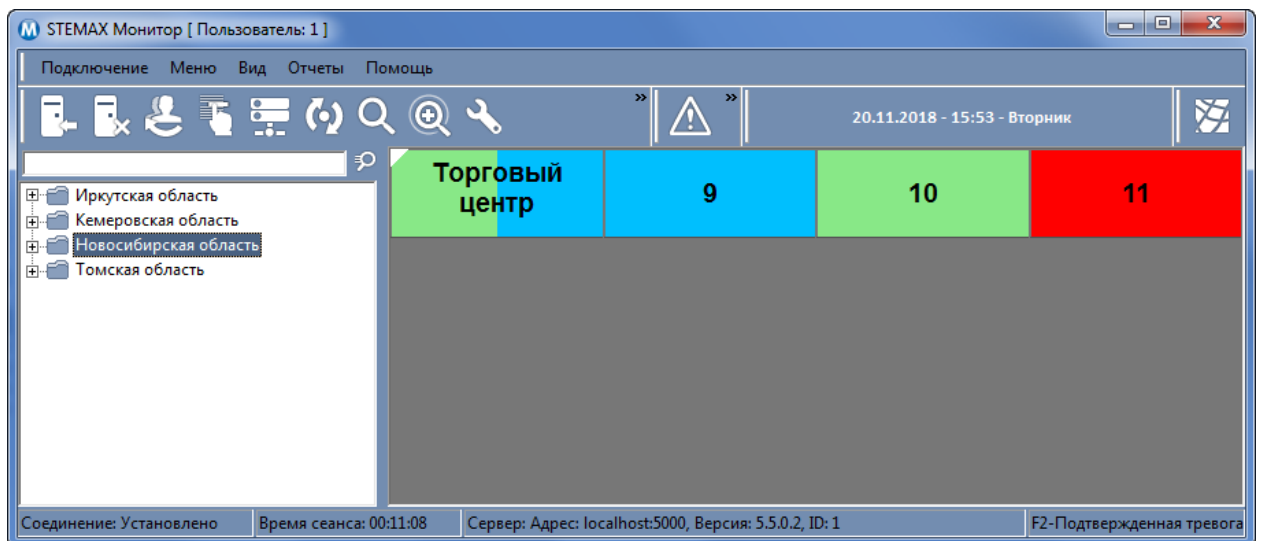 STEMAX Монитор [ Пользователь: 1 ]
Подключение Меню Вид Отчеты Помощь
20.11.2018 - 15:53 - Вторник
Иркутская область
Кемеровская область
Новосибирская область
Томская область
Торговый
центр
9
10
11
Соединение: Установлено Время сеанса: 00:11:08 Сервер: Адрес: localhost:5000, Версия: 5.5.0.2, ID: 1 F2-Подтвержденная тревога